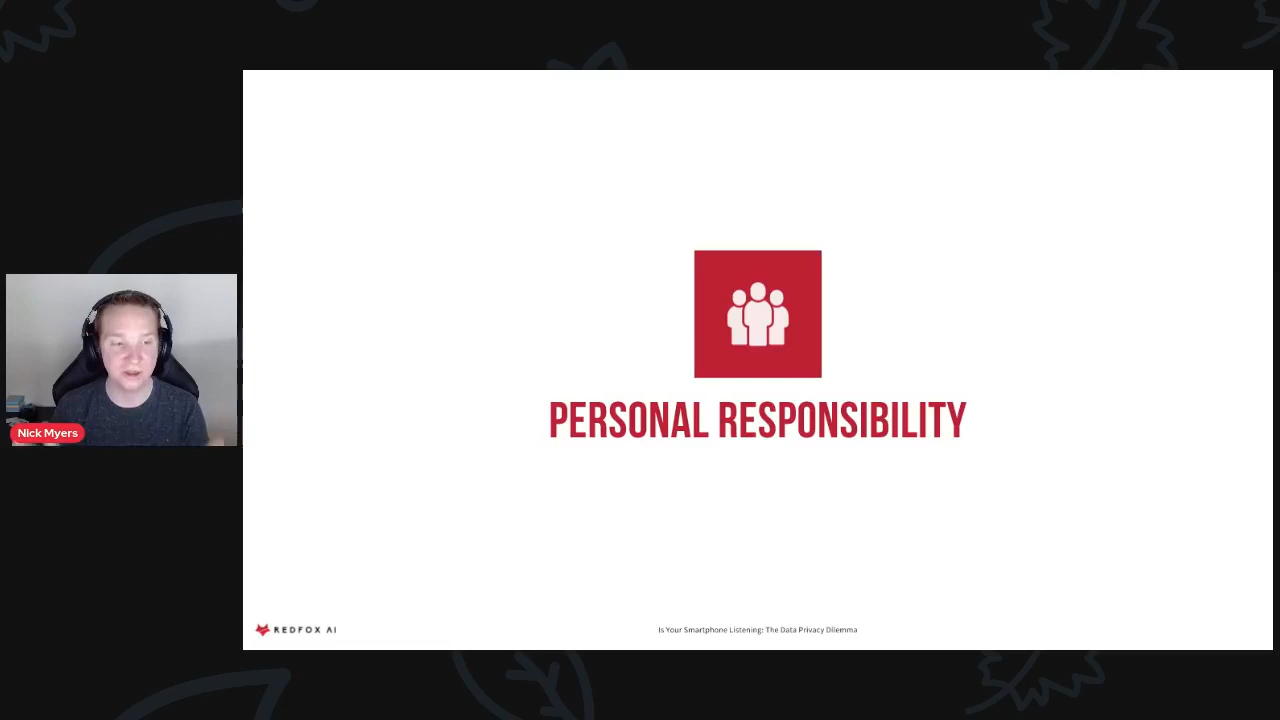 PERSONAL RESPONSIBILITY
Nick Myers
REDFOX AI
Is Your Smartphone Listening: The Data Privacy Dilemma